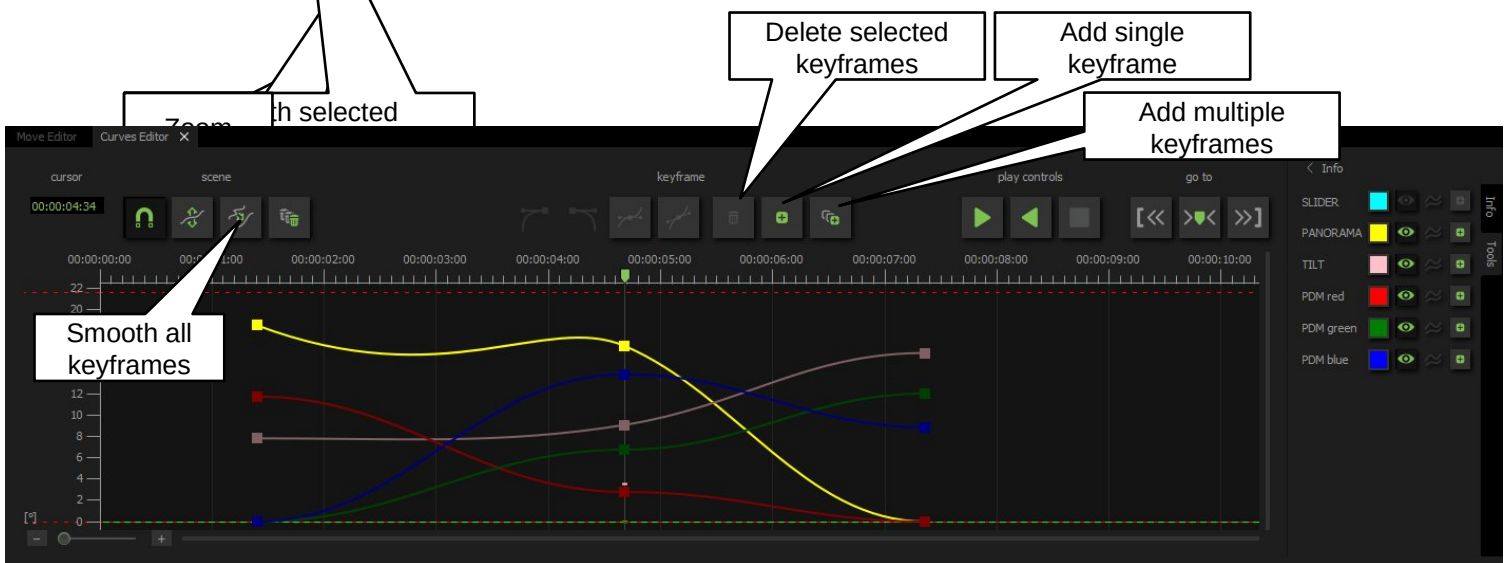 Delete selected
keyframes
Add single
keyframe
Add multiple
keyframes
th selected
Move Editor
Curves Editor
cursor
scene
keyframe
play controls
go to
Info
00:00:04:34
SLIDER
PANORAMA
TILT
PDM red
PDM green
PDM blue
Info
Tools
00:00:00:00
00:00:02:00
00:00:03:00
00:00:04:00
00:00:05:00
00:00:06:00
00:00:07:00
00:00:08:00
00:00:09:00
00:00:10:00
22
20
Smooth all
keyframes
12
10
8
6
4
2
0
[°]